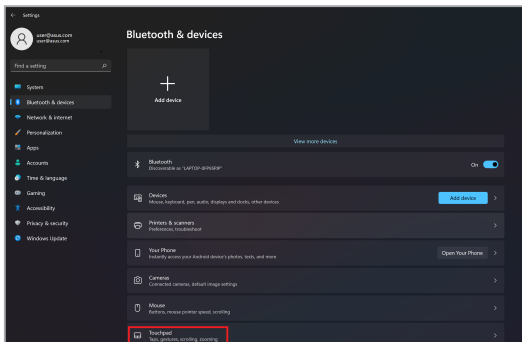 Settings
user@asus.com
user@asus.com
Find a setting
System
Bluetooth & devices
Network & internet
Personalization
Apps
Accounts
Time & language
Gaming
Accessibility
Privacy & security
Windows Update
Bluetooth & devices
Add device
View more devices
Bluetooth
Discoverable as
On
Devices
Mouse, keyboard, pen, audio, displays and docks, other devices
Add device
Printers & scanners
Preferences, troubleshoot
Your Phone
Instantly access your Android device's photos, texts, and more
Open Your Phone
Cameras
Connected cameras, default image settings
Mouse
Buttons, mouse pointer speed, scrolling
Touchpad
Taps, gestures, scrolling, zooming